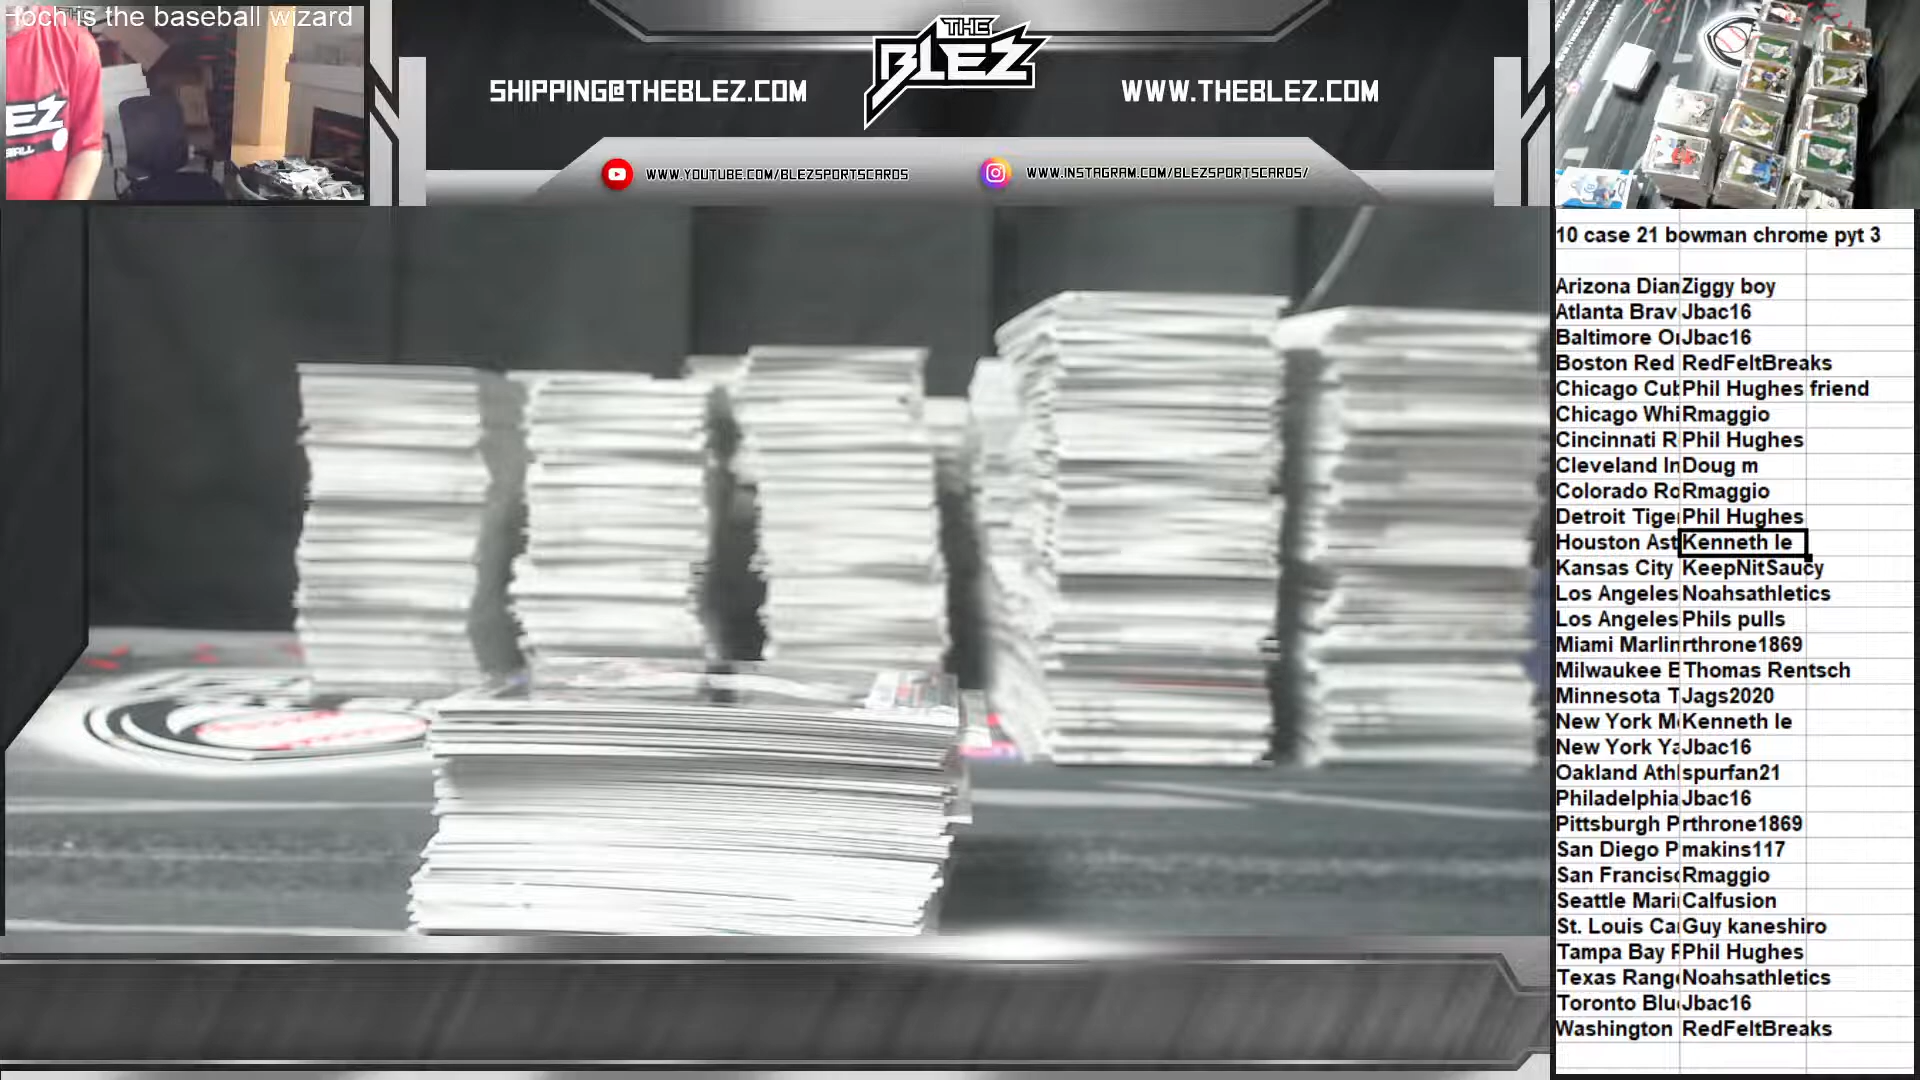 Hoch is the baseball wizard
THE
BLEZ
SHIPPING@THEBLEZ.COM
WWW.THEBLEZ.COM
WWW.YOUTUBE.COM/BLEZSPORTSCARDS
WWW.INSTAGRAM.COM/BLEZSPORTSCARDS/
EZ
10 case 21 bowman chrome pyt 3
Arizona Dian Ziggy boy
Atlanta Brav Jbac16
Baltimore Or Jbac16
Boston Red RedFeltBreaks
Chicago Cub Phil Hughes friend
Chicago Whi Rmaggio
Cincinnati R Phil Hughes
Cleveland In Doug m
Colorado Ro Rmaggio
Detroit Tige Phil Hughes
Houston Ast Kenneth le
Kansas City KeepNitSaucy
Los Angeles Noahsathletics
Los Angeles Phils pulls
Miami Marlin rthrone1869
Milwaukee B Thomas Rentsch
Minnesota T Jags2020
New York M Kenneth le
New York Ya Jbac16
Oakland Ath spurfan21
Philadelphia Jbac16
Pittsburgh P rthrone1869
San Diego P makins117
San Francisc Rmaggio
Seattle Mari Calfusion
St. Louis Ca Guy kaneshiro
Tampa Bay R Phil Hughes
Texas Range Noahsathletics
Toronto Blu Jbac16
Washington RedFeltBreaks